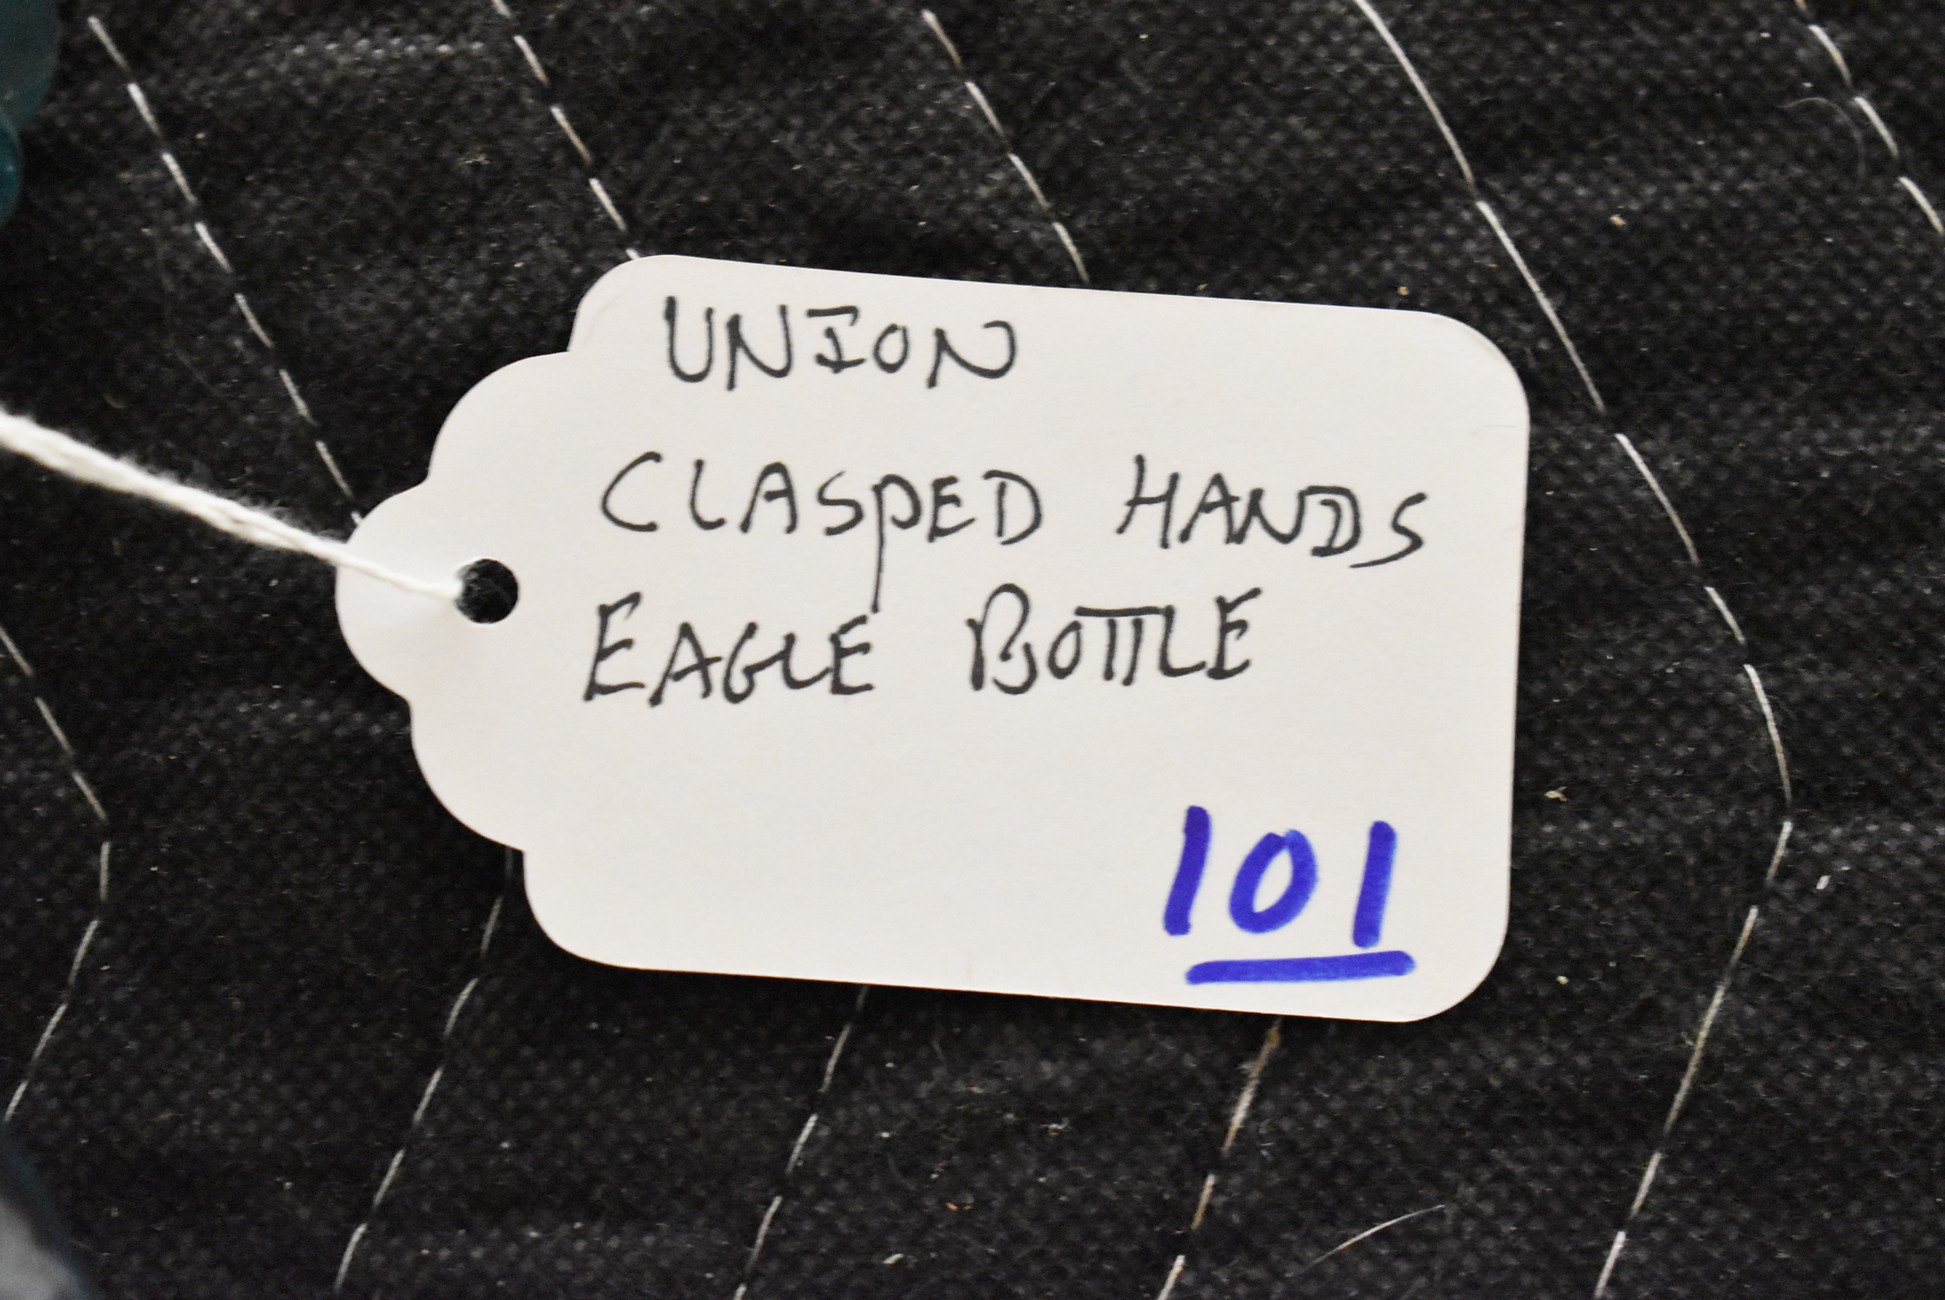 UNION
CLASPED HANDS
EAGLE BOTTLE
101